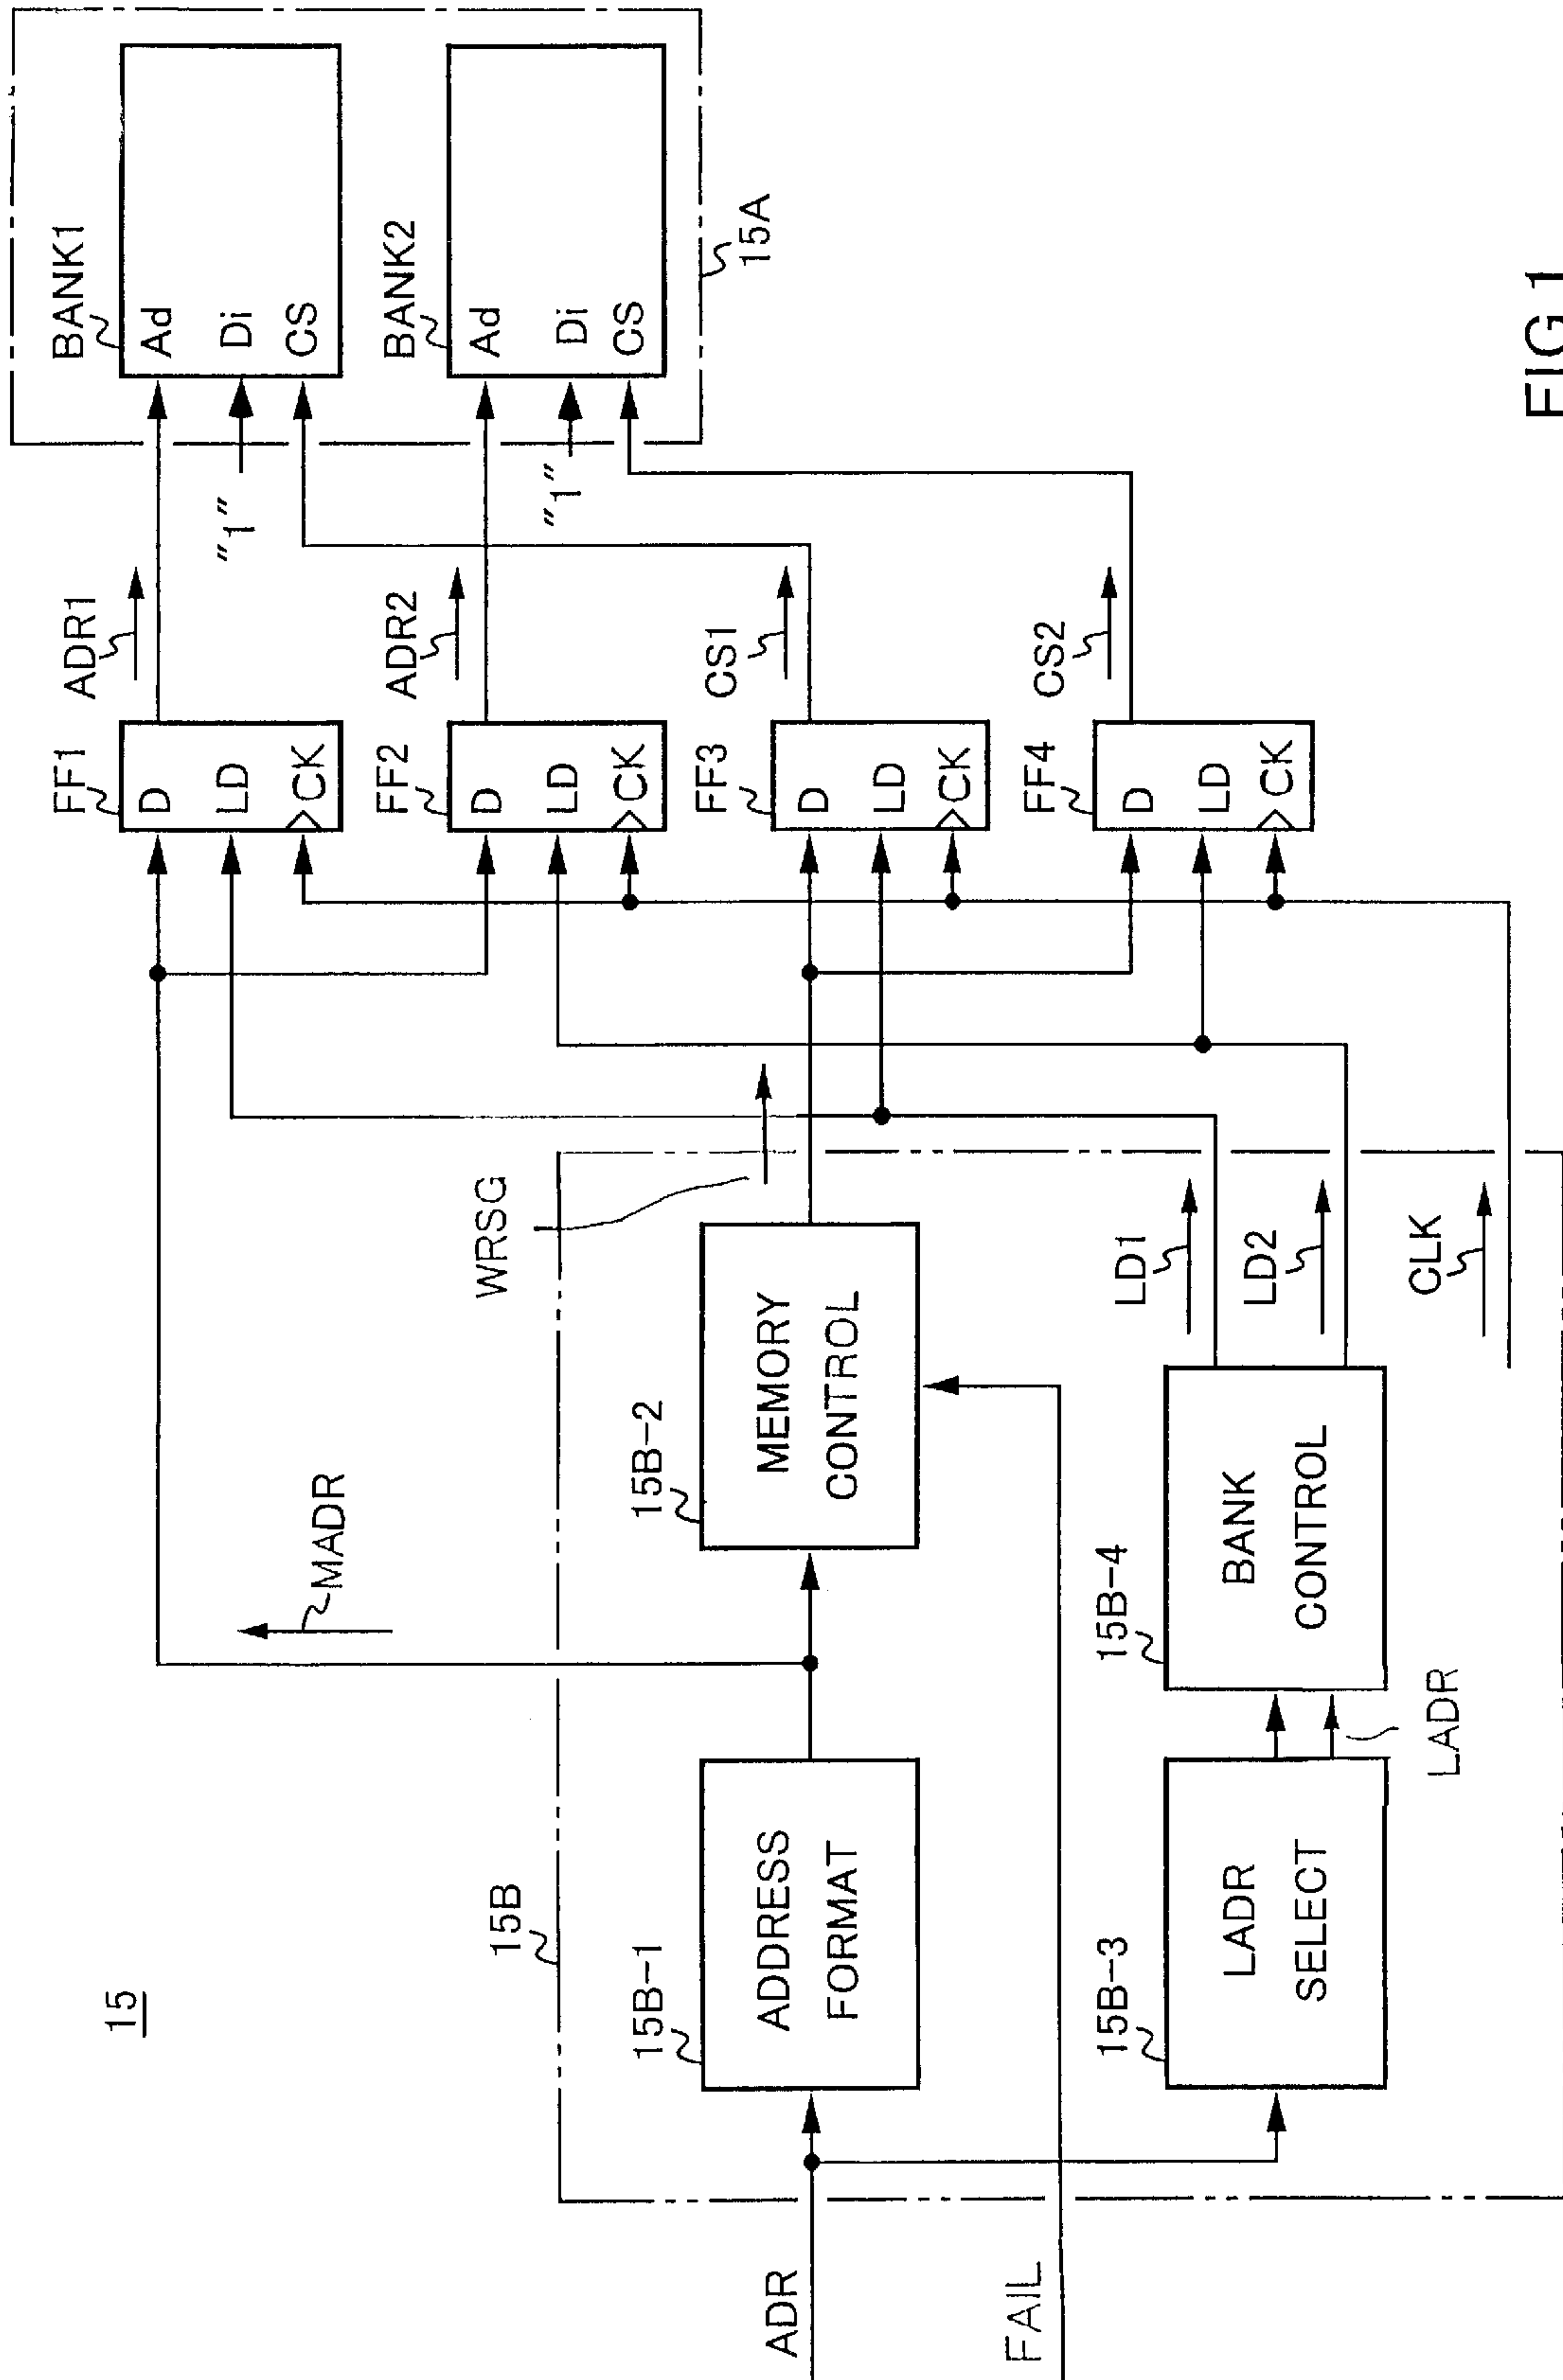 15
BANK1
Ad
Di
CS
BANK2
Ad
Di
CS
15A
"1"
"1"
ADR1
ADR2
CS1
CS2
FF1
D
LD
CK
FF2
D
LD
CK
FF3
D
LD
CK
FF4
D
LD
CK
WRSG
LD1
LD2
CLK
MADR
15B
15B-1
ADDRESS
FORMAT
15B-2
MEMORY
CONTROL
15B-3
LADR
SELECT
15B-4
BANK
CONTROL
LADR
ADR
FAIL
FIG.1